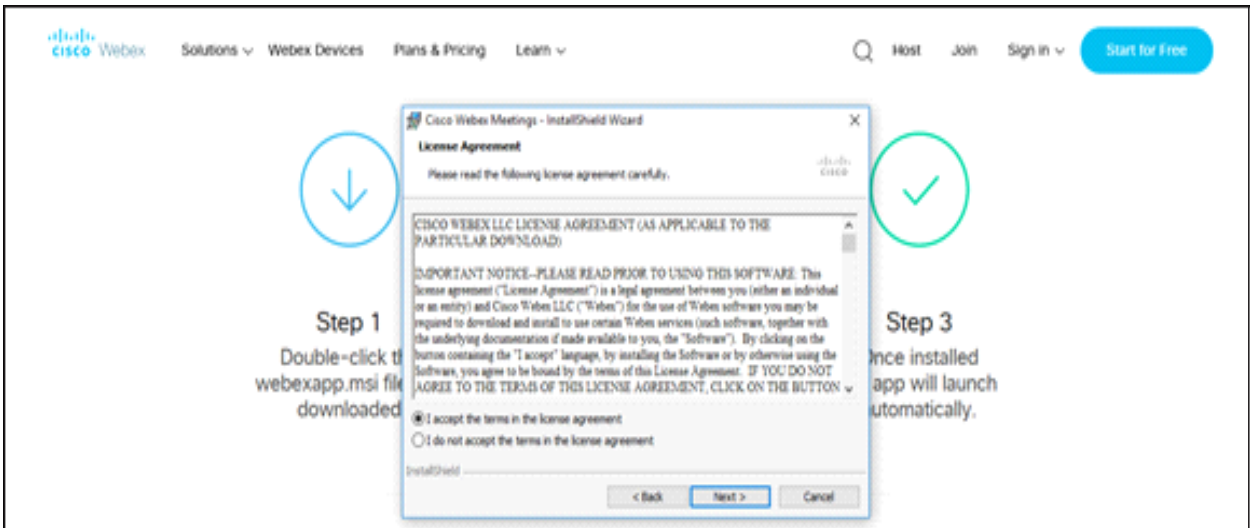 cisco Webex Solutions Webex Devices Plans & Pricing Learn Host Join Sign in Start for Free
Cisco Webex Meetings - InstallShield Wizard
License Agreement
Please read the following license agreement carefully.
cisco
CISCO WEBEX LLC LICENSE AGREEMENT (AS APPLICABLE TO THE
PARTICULAR DOWNLOAD)
IMPORTANT NOTICE--PLEASE READ PRIOR TO USING THIS SOFTWARE: This
license agreement ("License Agreement") is a legal agreement between you (either an individual
or an entity) and Cisco Webex LLC ("Webex") for the use of Webex software you may be
required to download and install to use certain Webex services (such software, together with
the underlying documentation if made available to you, the "Software"). By clicking on the
button containing the "I accept" language, by installing the Software or by otherwise using the
Software, you agree to be bound by the terms of this License Agreement. IF YOU DO NOT
AGREE TO THE TERMS OF THIS LICENSE AGREEMENT, CLICK ON THE BUTTON
I accept the terms in the license agreement
I do not accept the terms in the license agreement
InstallShield
< Back Next > Cancel
Step 1
Double-click th
webexapp.msi file
downloaded
Step 3
Once installed
app will launch
automatically.